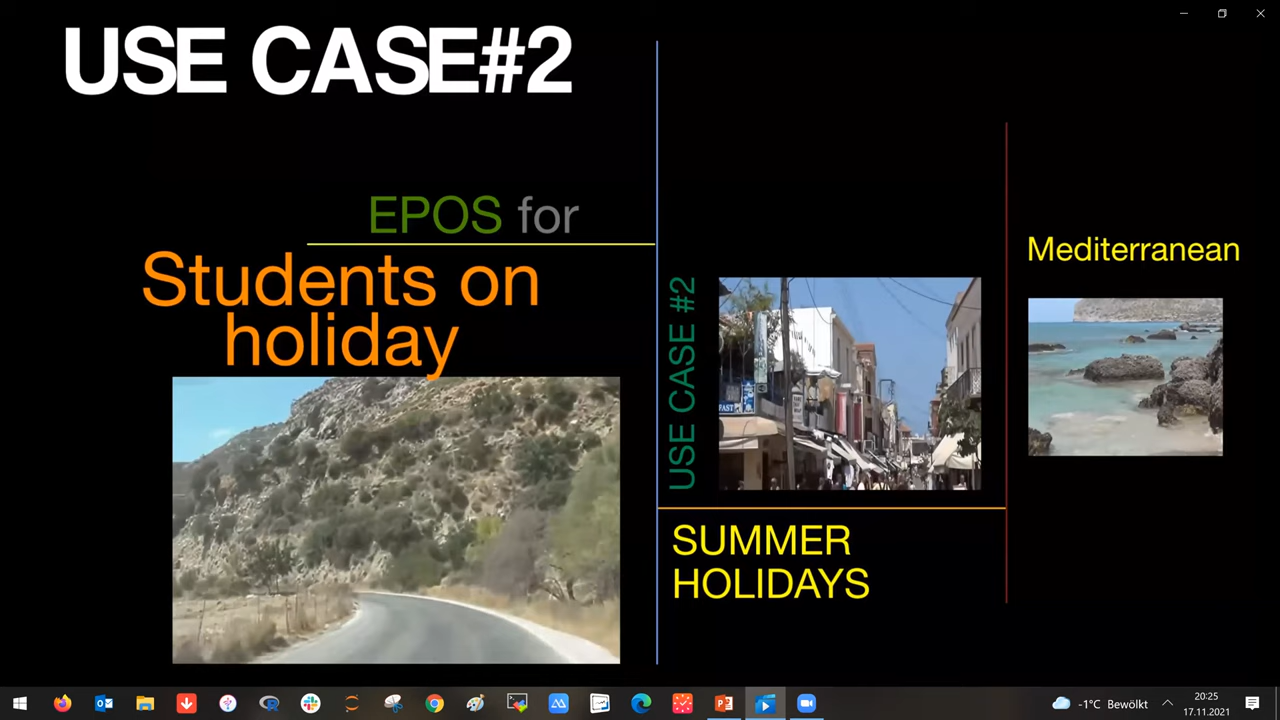 USE CASE#2
EPOS for
Students on
holiday
USE CASE #2
SUMMER
HOLIDAYS
Mediterranean
-1°C Bewölkt
20:25
17.11.2021